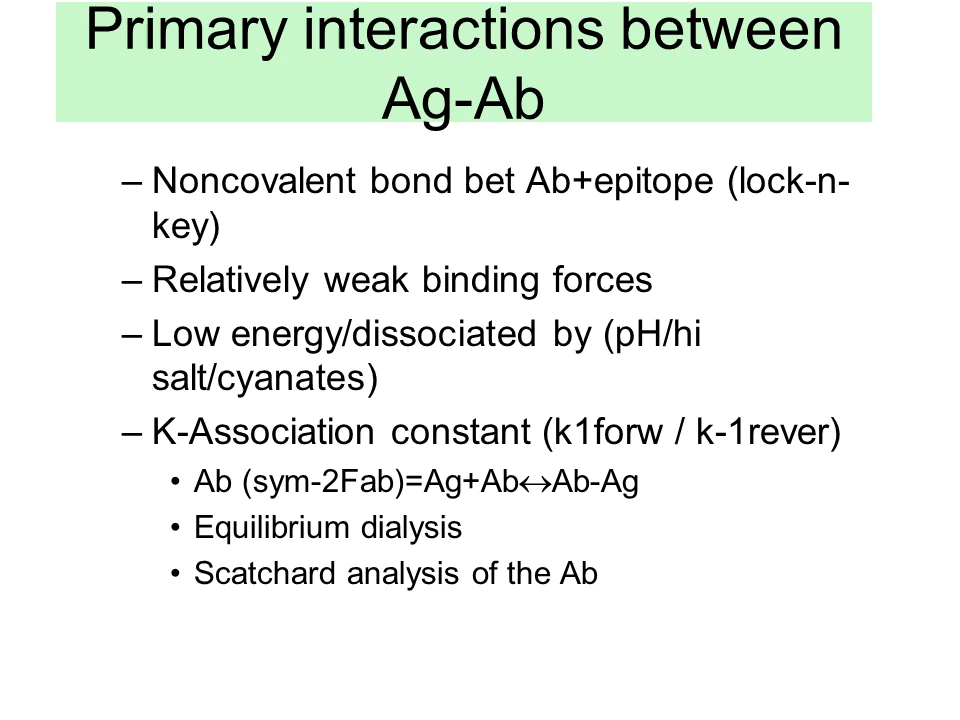 Primary interactions between
Ag-Ab
– Noncovalent bond bet Ab+epitope (lock-n-
key)
– Relatively weak binding forces
– Low energy/dissociated by (pH/hi
salt/cyanates)
– K-Association constant (k1forw / k-1rever)
• Ab (sym-2Fab)=Ag+Ab↔Ab-Ag
• Equilibrium dialysis
• Scatchard analysis of the Ab